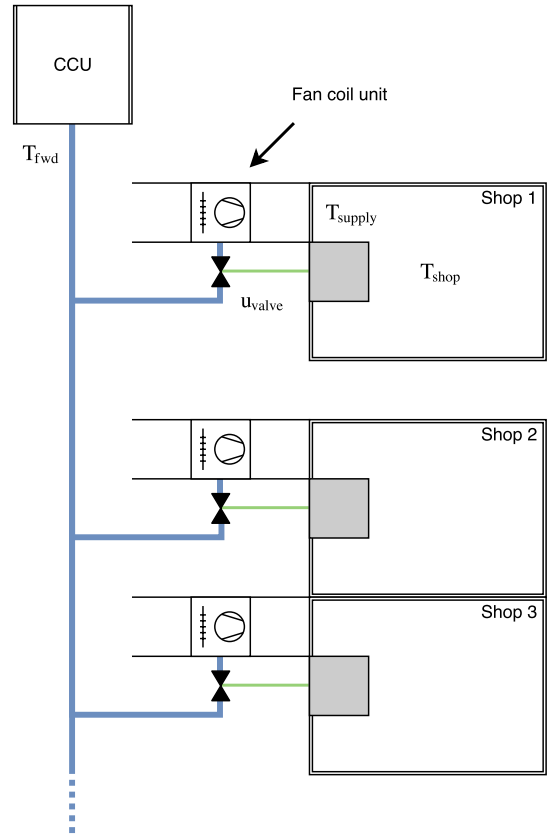 CCU
Fan coil unit
Tfwd
Shop 1
Tsupply
Tshop
uvalve
Shop 2
Shop 3